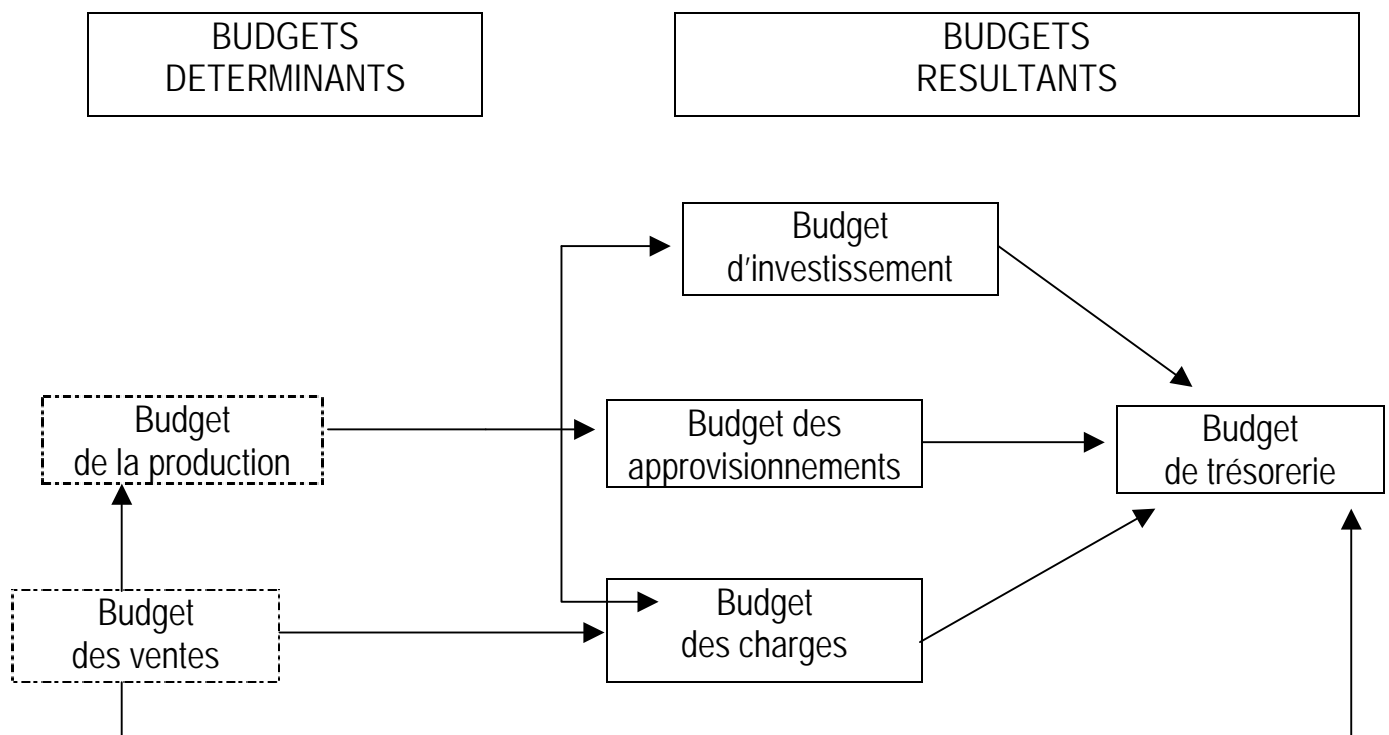 BUDGETS
DETERMINANTS
BUDGETS
RESULTANTS
Budget
d'investissement
Budget
de la production
Budget des
approvisionnements
Budget
de trésorerie
Budget
des ventes
Budget
des charges